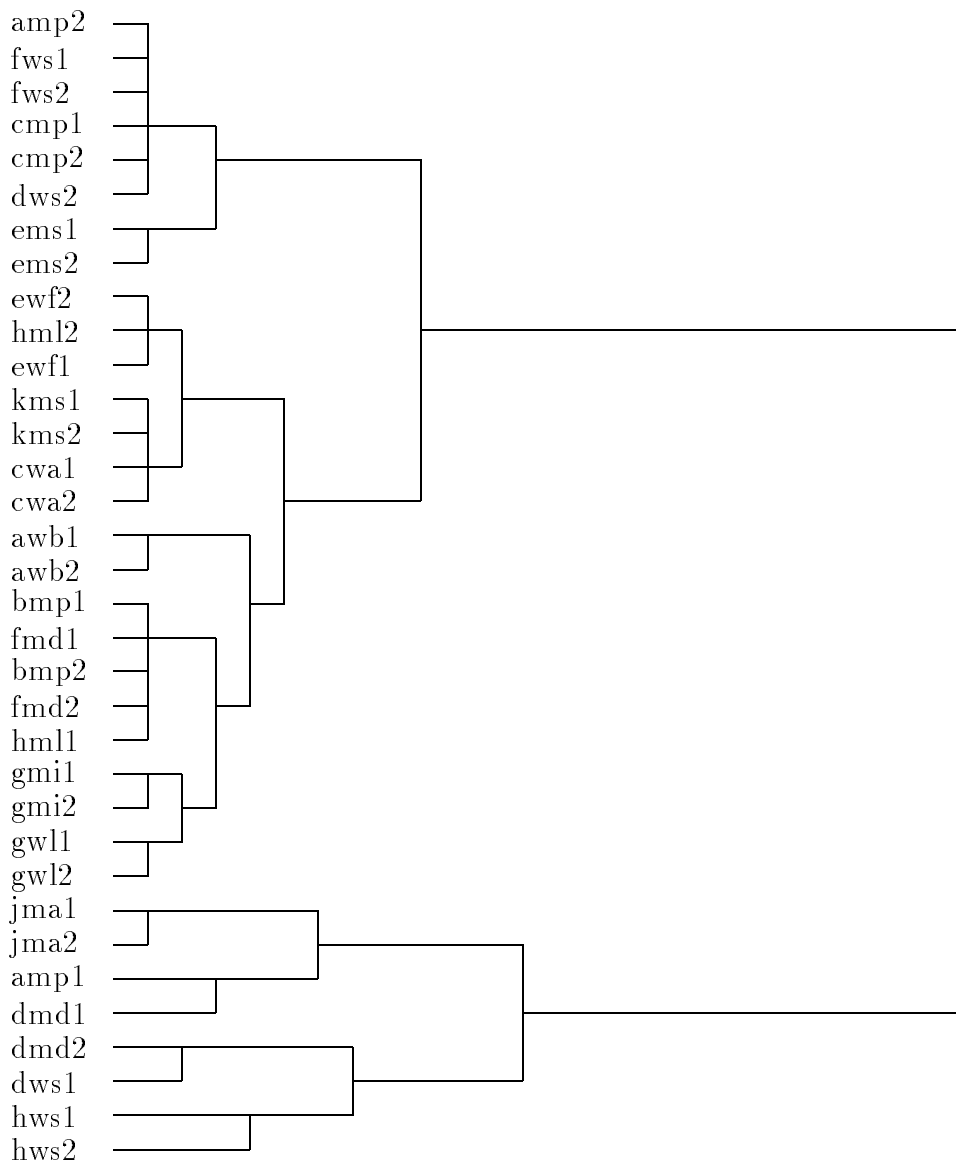 amp2
fws1
fws2
cmp1
cmp2
dws2
ems1
ems2
ewf2
hml2
ewf1
kms1
kms2
cwa1
cwa2
awb1
awb2
bmp1
fmd1
bmp2
fmd2
hml1
gmi1
gmi2
gwl1
gwl2
jma1
jma2
amp1
dmd1
dmd2
dws1
hws1
hws2